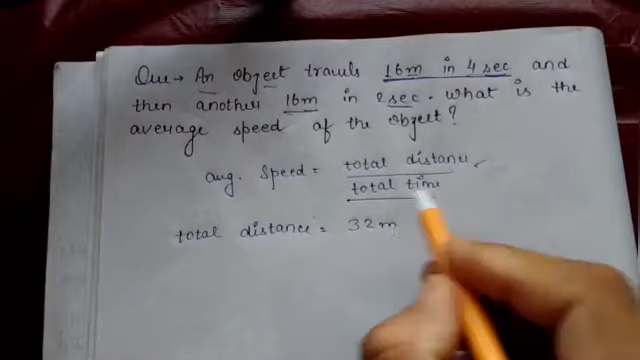 Que → An object travels 16m in 4 sec and
then another 16m in 2sec. What is the
average speed of the object?
avg. speed = total distance
total time
total distance = 32m